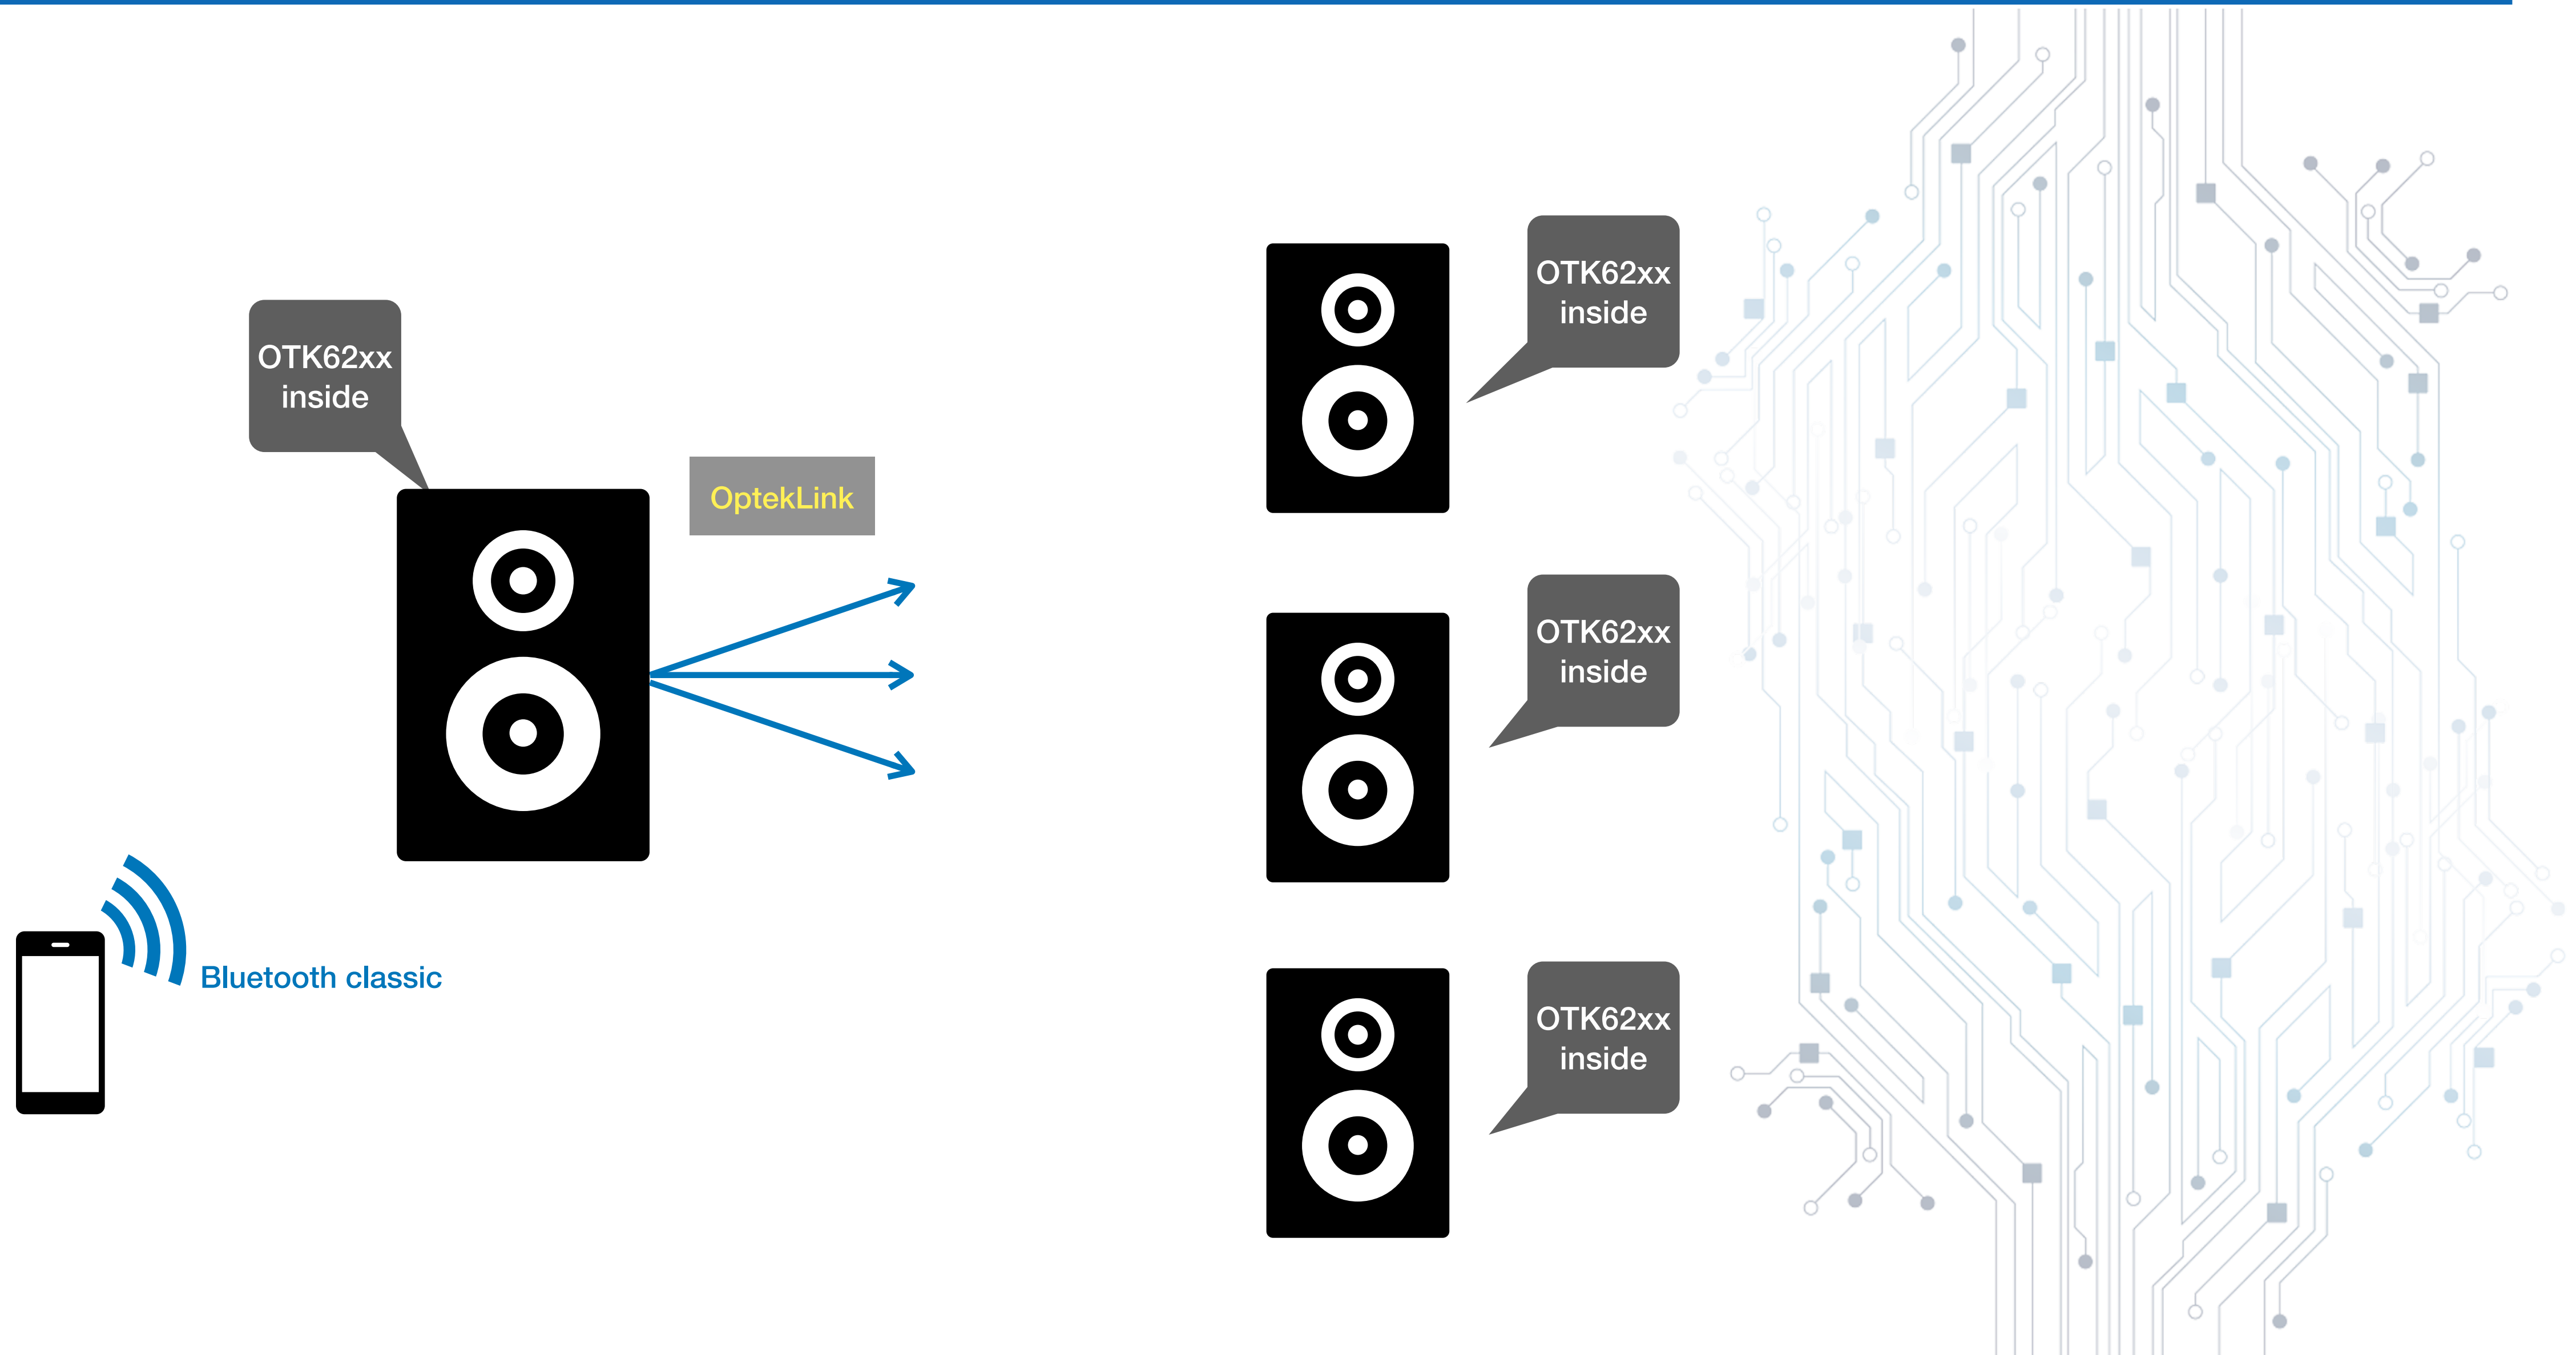 OTK62xx
inside
OptekLink
Bluetooth classic
OTK62xx
inside
OTK62xx
inside
OTK62xx
inside